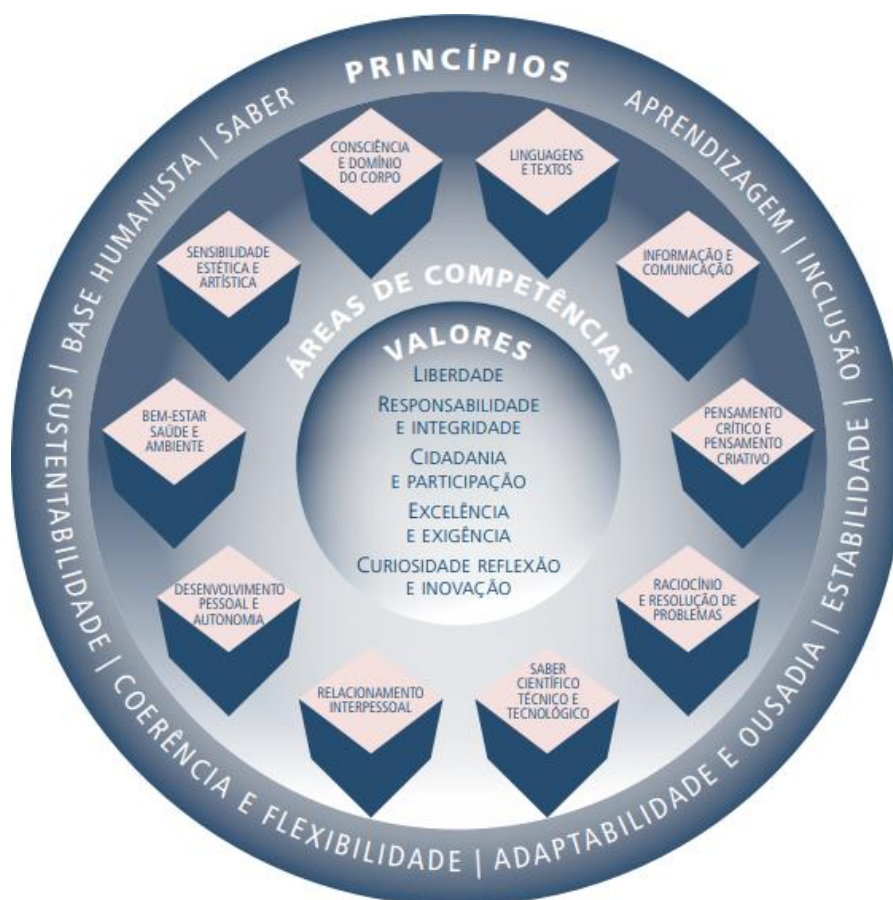 PRINCÍPIOS
BASE HUMANISTA | SABER
APRENDIZAGEM | INCLUSÃO |
ESTABILIDADE |
ADAPTABILIDADE E OUSADIA |
COERÊNCIA E FLEXIBILIDADE |
SUSTENTABILIDADE |
ÁREAS DE COMPETÊNCIAS
CONSCIÊNCIA
E DOMÍNIO
DO CORPO
LINGUAGENS
E TEXTOS
INFORMAÇÃO E
COMUNICAÇÃO
PENSAMENTO
CRÍTICO E
PENSAMENTO
CRIATIVO
RACIOCÍNIO
E RESOLUÇÃO DE
PROBLEMAS
SABER
CIENTÍFICO
TÉCNICO E
TECNOLÓGICO
RELACIONAMENTO
INTERPESSOAL
DESENVOLVIMENTO
PESSOAL E
AUTONOMIA
BEM-ESTAR
SAÚDE E
AMBIENTE
SENSIBILIDADE
ESTÉTICA E
ARTÍSTICA
VALORES
LIBERDADE
RESPONSABILIDADE
E INTEGRIDADE
CIDADANIA
E PARTICIPAÇÃO
EXCELÊNCIA
E EXIGÊNCIA
CURIOSIDADE REFLEXÃO
E INOVAÇÃO